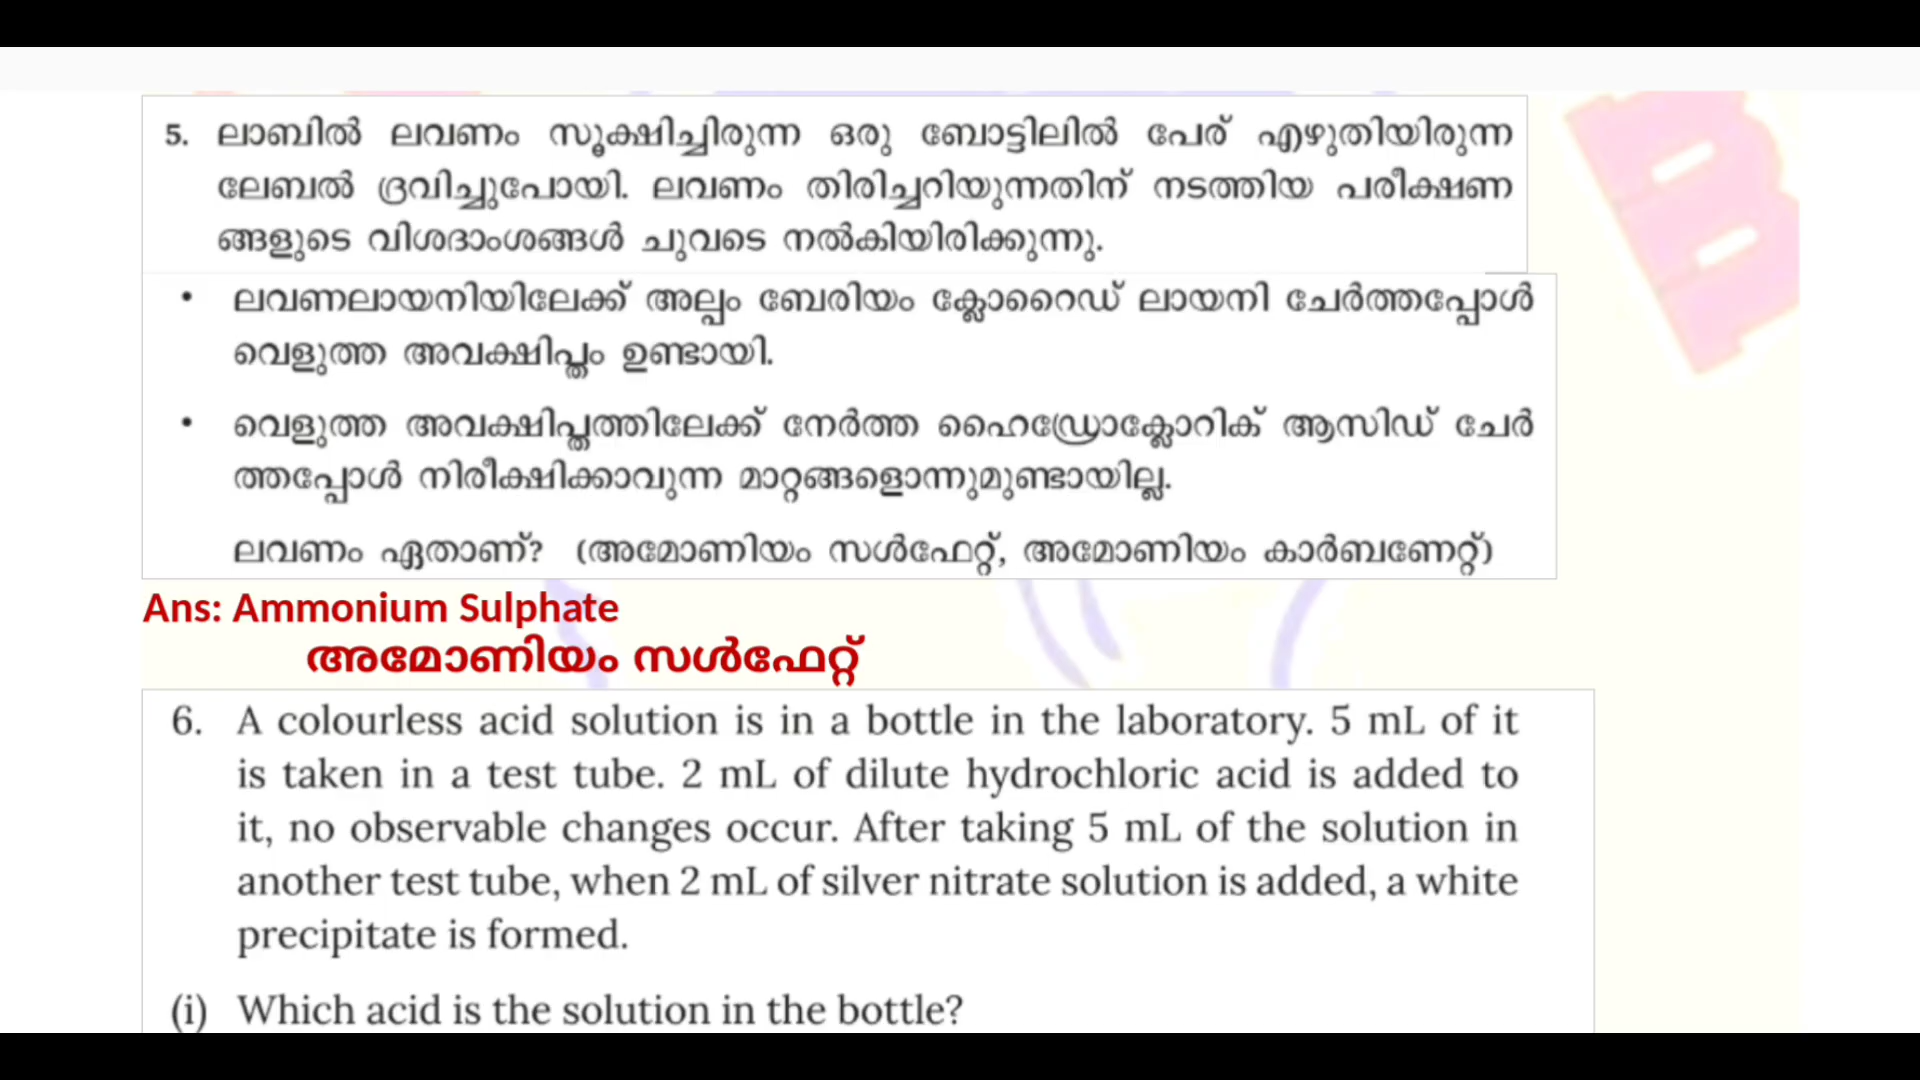 5. ലാബിൽ ലവണം സൂക്ഷിച്ചിരുന്ന ഒരു ബോട്ടിലിൽ പേര് എഴുതിയിരുന്ന
ലേബൽ ദ്രവിച്ചുപോയി. ലവണം തിരിച്ചറിയുന്നതിന് നടത്തിയ പരീക്ഷണ
ങ്ങളുടെ വിശദാംശങ്ങൾ ചുവടെ നൽകിയിരിക്കുന്നു.
• ലവണലായനിയിലേക്ക് അല്പം ബേരിയം ക്ലോറൈഡ് ലായനി ചേർത്തപ്പോൾ
വെളുത്ത അവക്ഷിപ്തം ഉണ്ടായി.
• വെളുത്ത അവക്ഷിപ്തത്തിലേക്ക് നേർത്ത ഹൈഡ്രോക്ലോറിക് ആസിഡ് ചേർ
ത്തപ്പോൾ നിരീക്ഷിക്കാവുന്ന മാറ്റങ്ങളൊന്നുമുണ്ടായില്ല.
ലവണം ഏതാണ്? (അമോണിയം സൾഫേറ്റ്, അമോണിയം കാർബണേറ്റ്)
Ans: Ammonium Sulphate
അമോണിയം സൾഫേറ്റ്
6. A colourless acid solution is in a bottle in the laboratory. 5 mL of it
is taken in a test tube. 2 mL of dilute hydrochloric acid is added to
it, no observable changes occur. After taking 5 mL of the solution in
another test tube, when 2 mL of silver nitrate solution is added, a white
precipitate is formed.
(i) Which acid is the solution in the bottle?